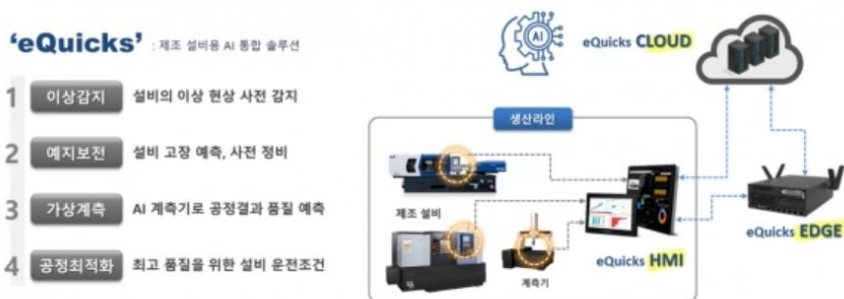 'eQuicks' : 제조 설비용 AI 통합 솔루션
1 이상감지 설비의 이상 현상 사전 감지
2 예지보전 설비 고장 예측, 사전 정비
3 가상계측 AI 계측기로 공정결과 품질 예측
4 공정최적화 최고 품질을 위한 설비 운전조건
AI
eQuicks CLOUD
생산라인
제조 설비
계측기
eQuicks HMI
eQuicks EDGE